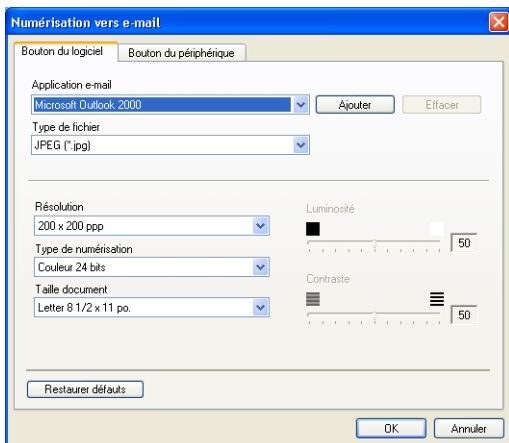 Numérisation vers e-mail
Bouton du logiciel Bouton du périphérique
Application e-mail
Microsoft Outlook 2000 Ajouter Effacer
Type de fichier
JPEG (*.jpg)
Résolution Luminosité
200 x 200 ppp
50
Type de numérisation
Couleur 24 bits
Contraste
Taille document
Letter 8 1/2 x 11 po.
50
Restaurer défauts
OK Annuler